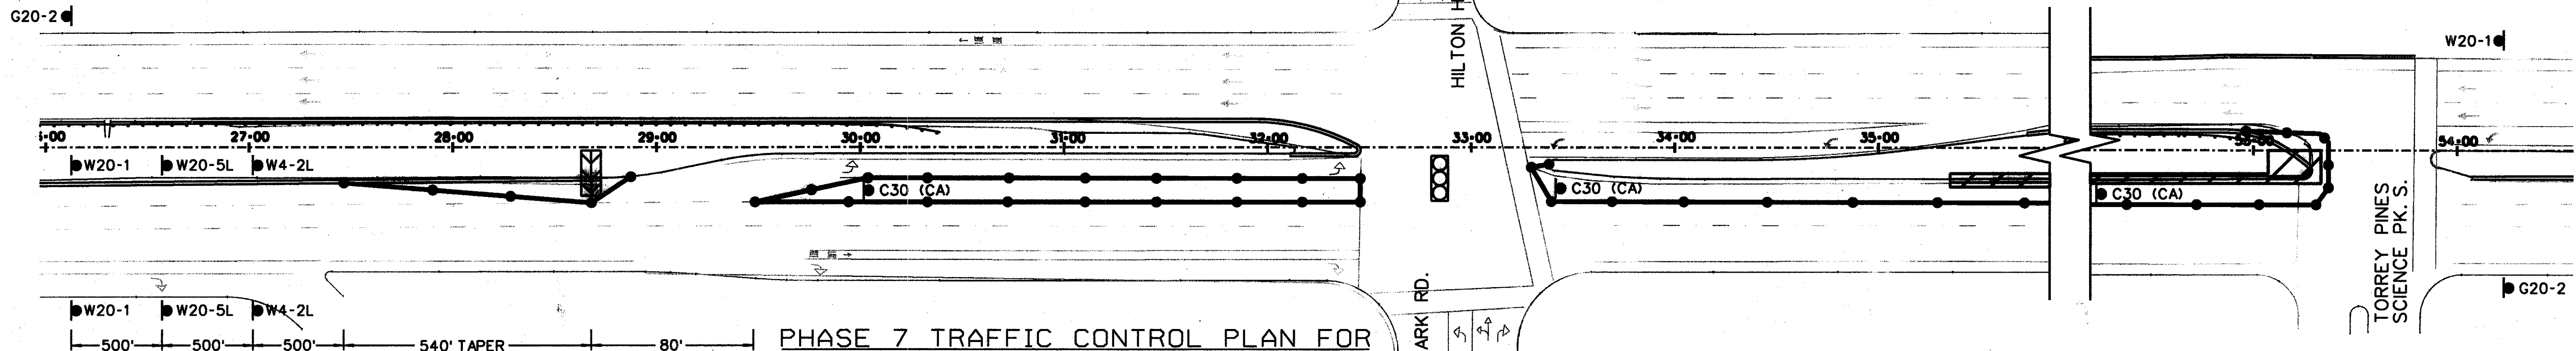 G20-2
W20-1
HILTON H
27+00
28+00
29+00
30+00
31+00
32+00
33+00
34+00
35+00
54+00
W20-1
W20-5L
W4-2L
C30 (CA)
C30 (CA)
C30 (CA)
W20-1
W20-5L
W4-2L
G20-2
ARK RD.
TORREY PINES
SCIENCE PK. S.
500'
500'
500'
540' TAPER
80'
PHASE 7 TRAFFIC CONTROL PLAN FOR